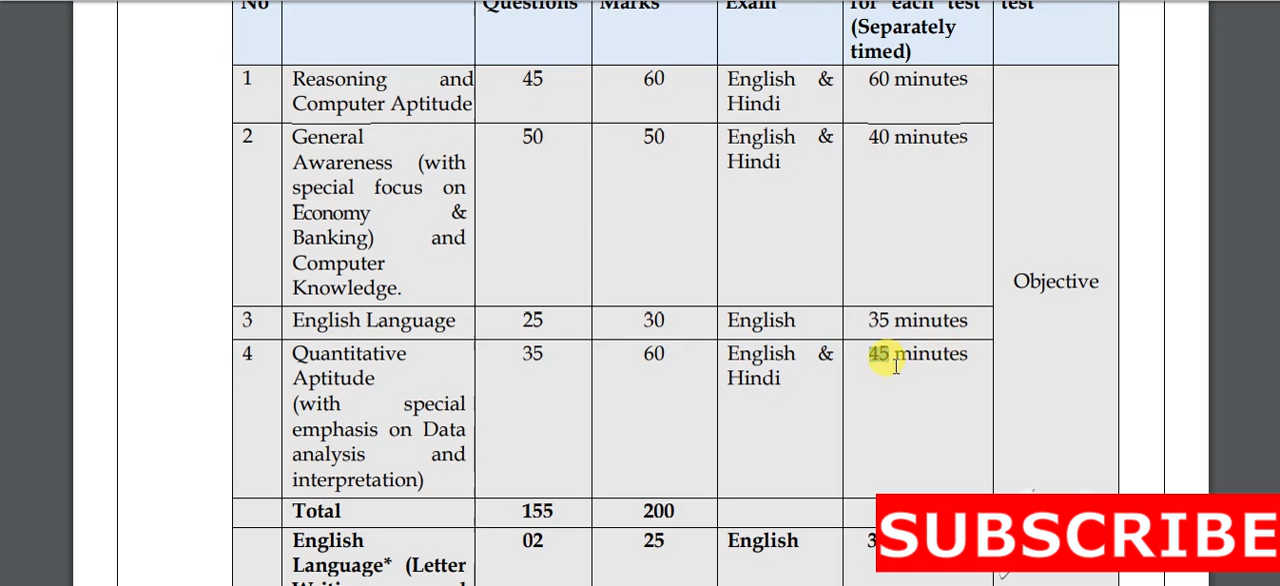 No Questions Marks Exam for each test test
(Separately
timed)
1 Reasoning and 45 60 English & 60 minutes
Computer Aptitude Hindi
2 General 50 50 English & 40 minutes
Awareness (with Hindi
special focus on
Economy &
Banking) and
Computer
Knowledge.
Objective
3 English Language 25 30 English 35 minutes
4 Quantitative 35 60 English & 45 minutes
Aptitude Hindi
(with special
emphasis on Data
analysis and
interpretation)
Total 155 200
English 02 25 English 3
Language* (Letter
SUBSCRIBE